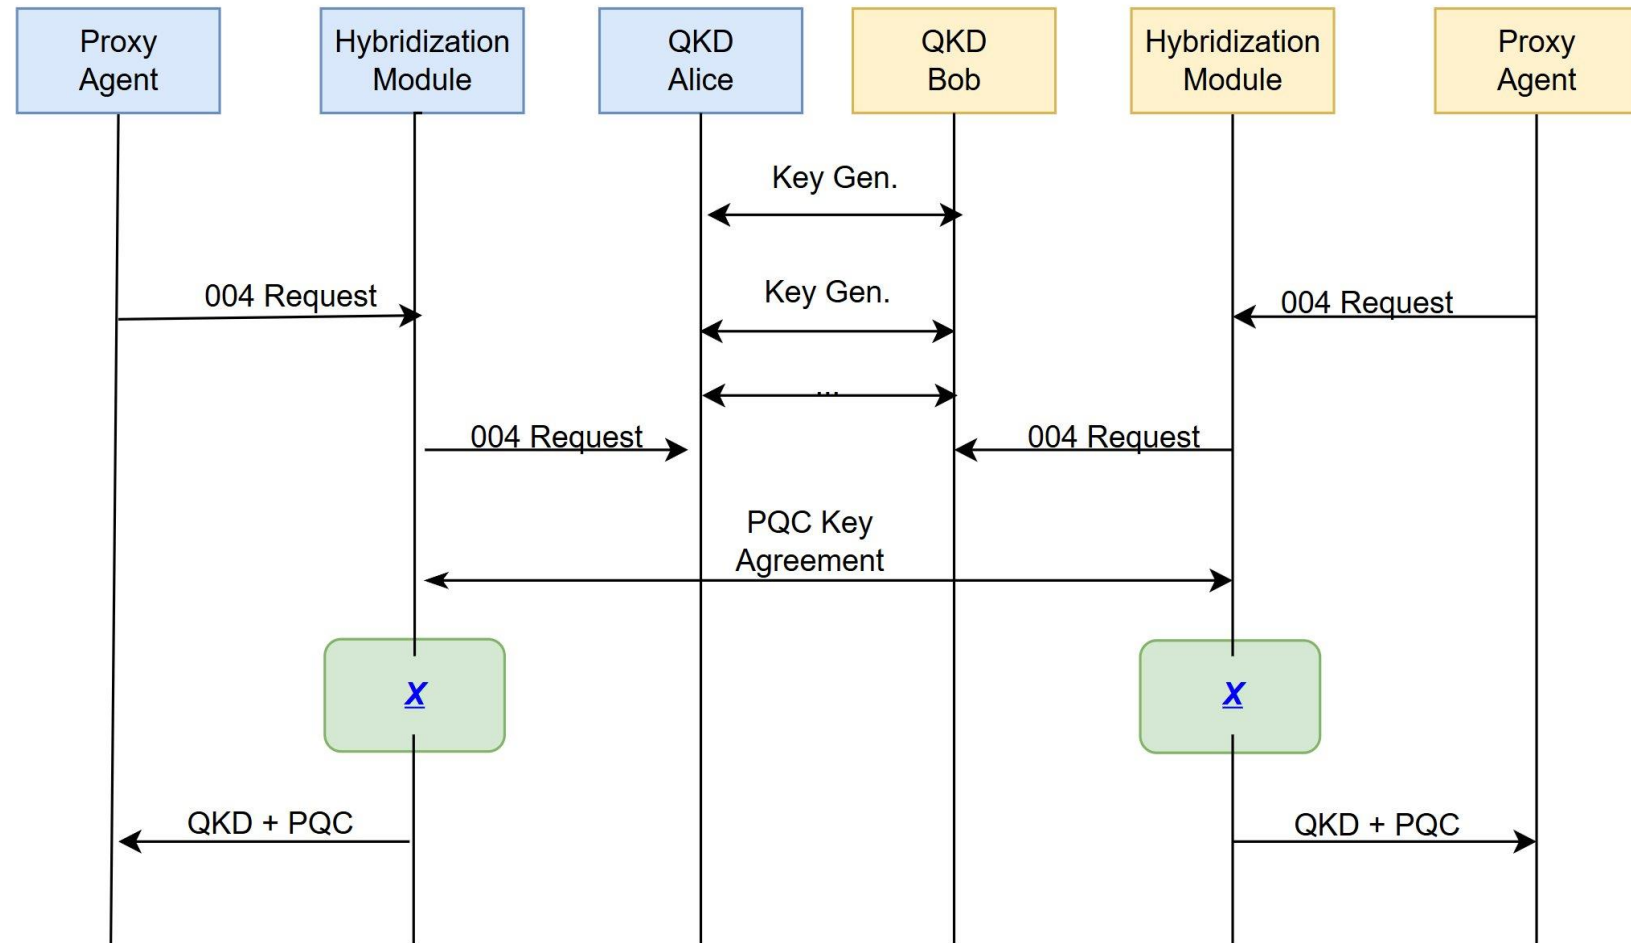 Proxy
Agent
Hybridization
Module
QKD
Alice
QKD
Bob
Hybridization
Module
Proxy
Agent
Key Gen.
004 Request
Key Gen.
004 Request
...
004 Request
004 Request
PQC Key
Agreement
X
X
QKD + PQC
QKD + PQC